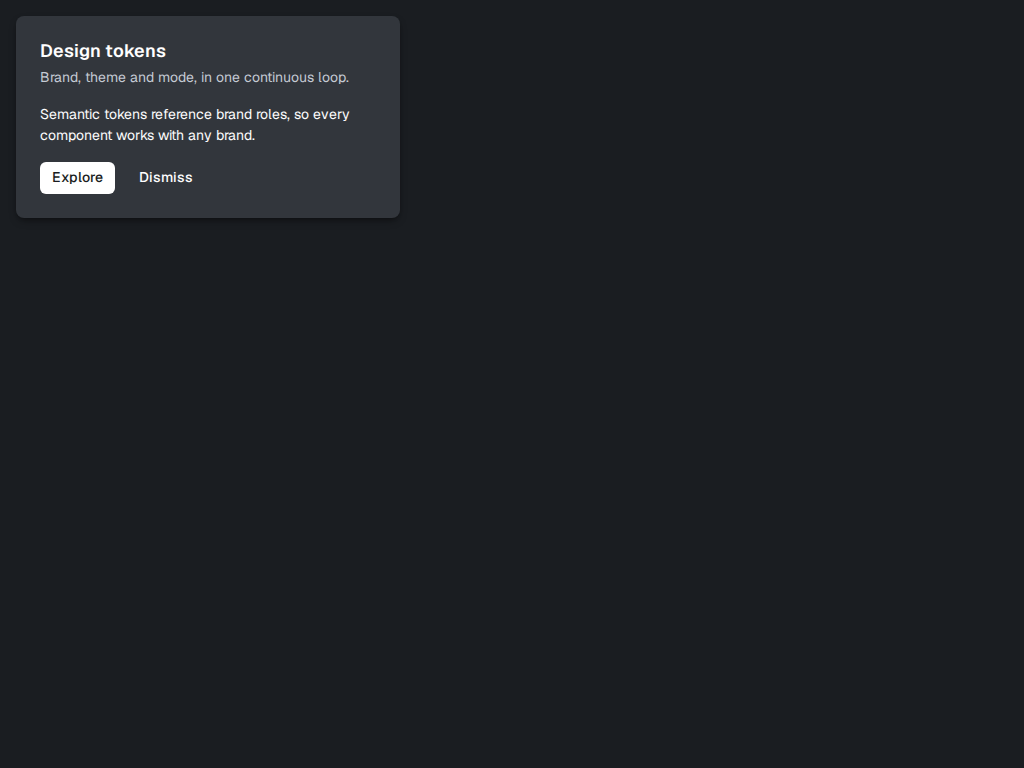 Design tokens
Brand, theme and mode, in one continuous loop.
Semantic tokens reference brand roles, so every
component works with any brand.
Explore
Dismiss